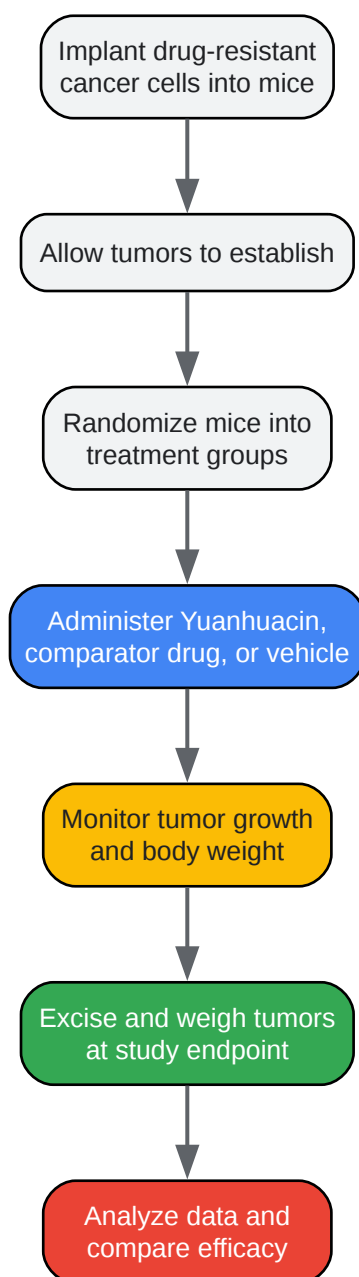 Implant drug-resistant
cancer cells into mice
Allow tumors to establish
Randomize mice into
treatment groups
Administer Yuanhuacin,
comparator drug, or vehicle
Monitor tumor growth
and body weight
Excise and weigh tumors
at study endpoint
Analyze data and
compare efficacy